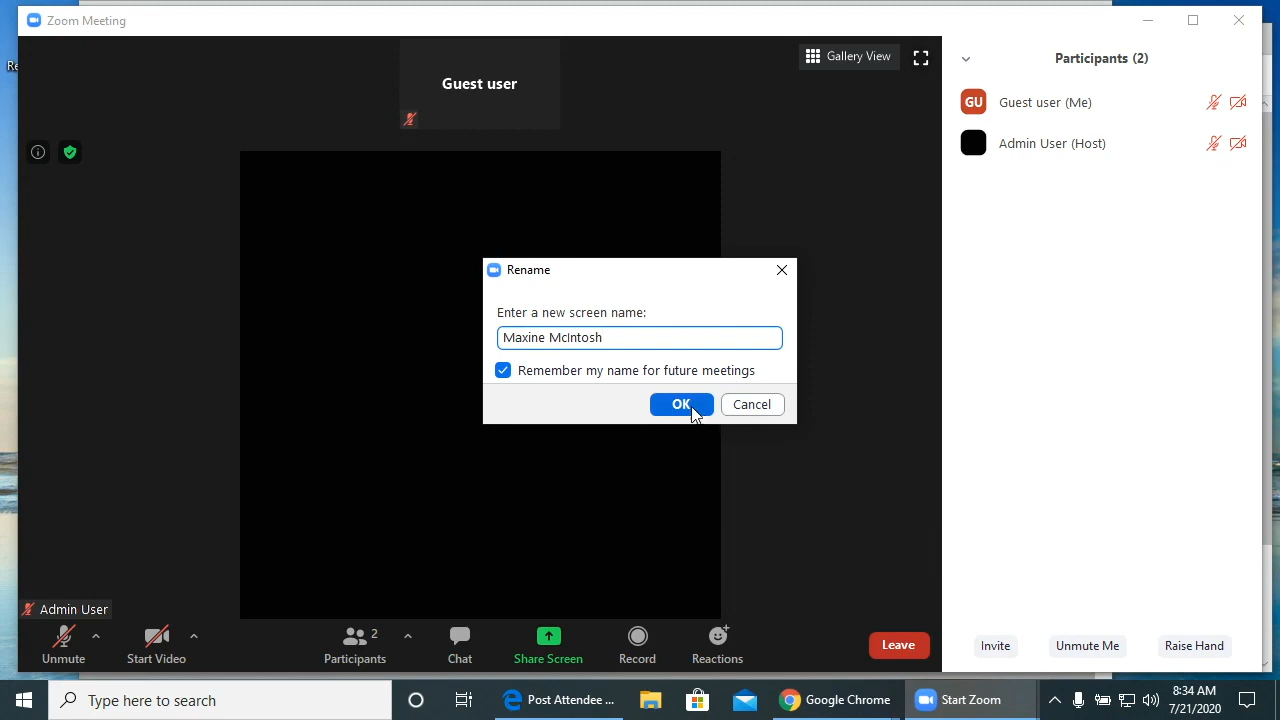 Re
Zoom Meeting
Guest user
Gallery View
Participants (2)
GU Guest user (Me)
Admin User (Host)
Rename
Enter a new screen name:
Maxine McIntosh
Remember my name for future meetings
OK
Cancel
Admin User
Unmute
Start Video
2
Participants
Chat
Share Screen
Record
Reactions
Leave
Invite
Unmute Me
Raise Hand
Type here to search
Post Attendee ...
Google Chrome
Start Zoom
8:34 AM
7/21/2020